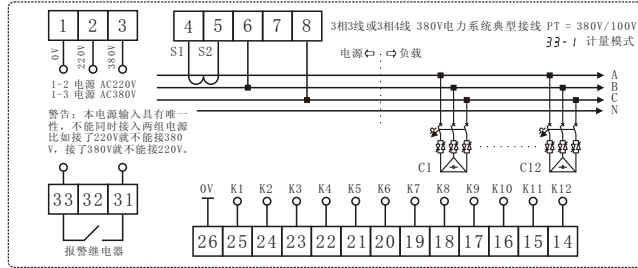 1 2 3
0V 220V 380V
1-2 电源 AC220V
1-3 电源 AC380V
警告：本电源输入具有唯一
性，不能同时接入两组电源
比如接了220V就不能接380
V，接了380V就不能接220V。
4 5 6 7 8
S1 S2
3相3线或3相4线 380V电力系统典型接线 PT = 380V/100V
33-1 计量模式
电源 负载
A
B
C
N
C1 C12
33 32 31
报警继电器
0V K1 K2 K3 K4 K5 K6 K7 K8 K9 K10 K11 K12
26 25 24 23 22 21 20 19 18 17 16 15 14